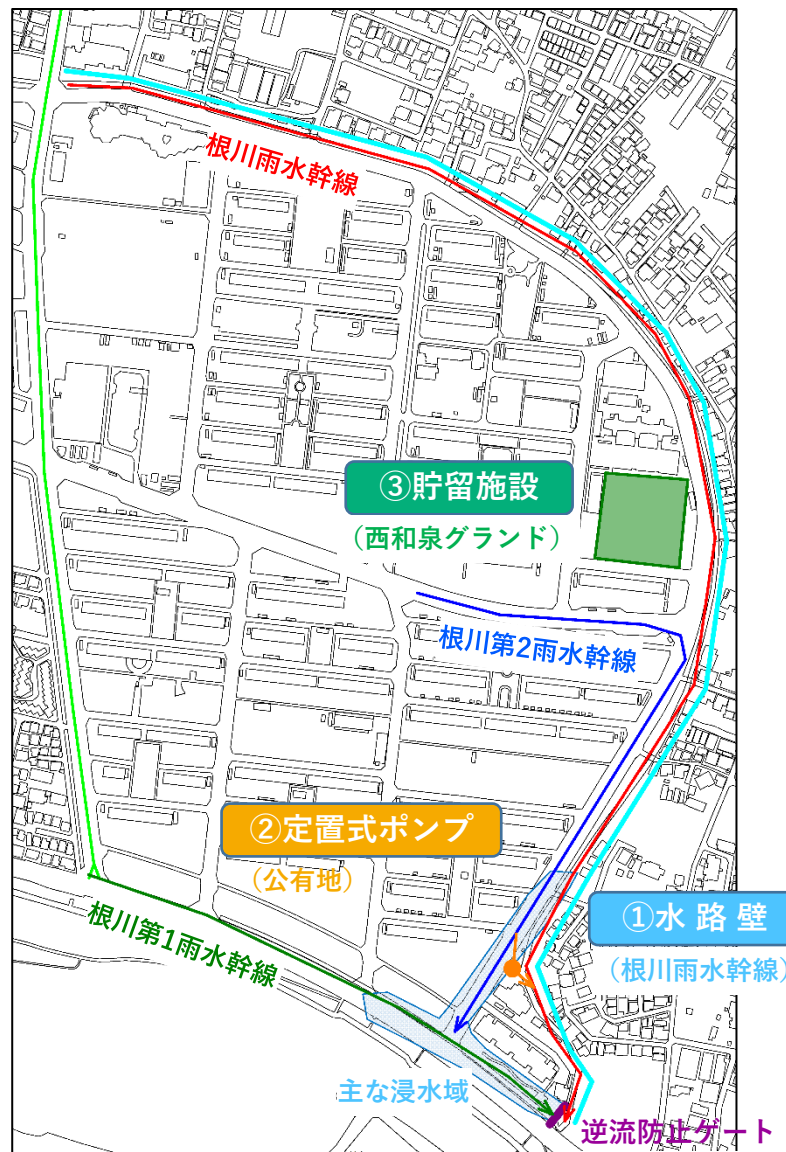 根川雨水幹線
③貯留施設
（西和泉グランド）
根川第2雨水幹線
②定置式ポンプ
（公有地）
①水路壁
（根川雨水幹線）
根川第1雨水幹線
主な浸水域
逆流防止ゲート